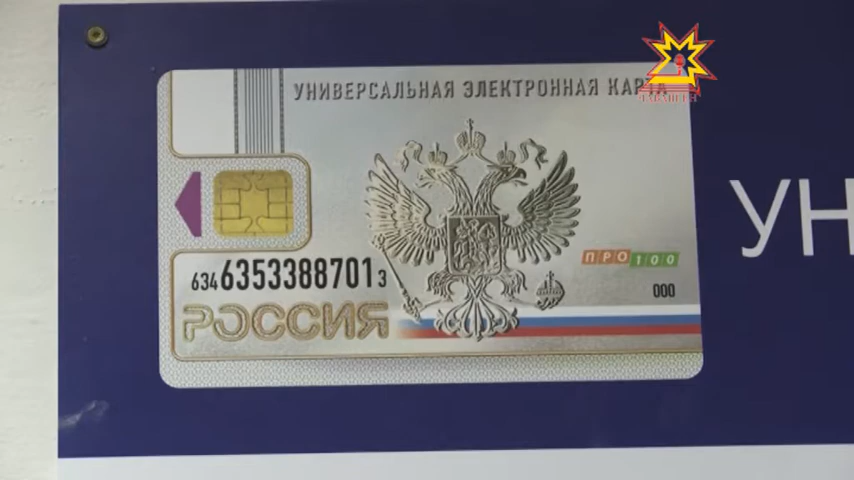 УНИВЕРСАЛЬНАЯ ЭЛЕКТРОННАЯ КАРТА
634 6353388701 3
ПРО100
000
РОССИЯ
УН